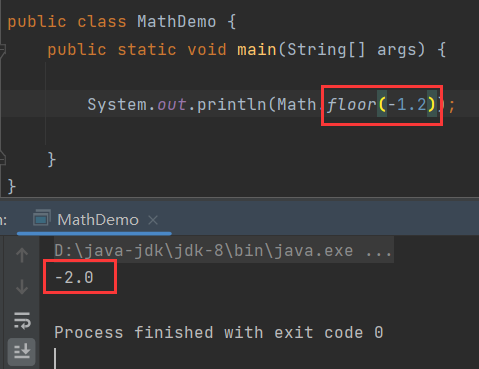 public class MathDemo {
public static void main(String[] args) {
System.out.println(Math.floor(-1.2));
}
}
n: MathDemo ×
D:\java-jdk\jdk-8\bin\java.exe ...
-2.0
Process finished with exit code 0